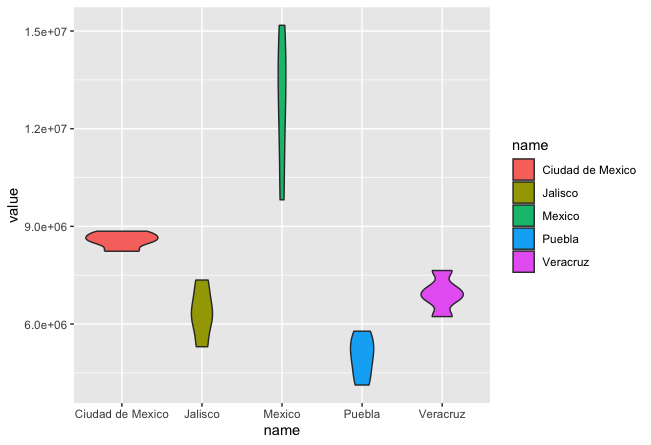 1.5e+07
1.2e+07
9.0e+06
6.0e+06
value
Ciudad de Mexico Jalisco Mexico Puebla Veracruz
name
name
Ciudad de Mexico
Jalisco
Mexico
Puebla
Veracruz